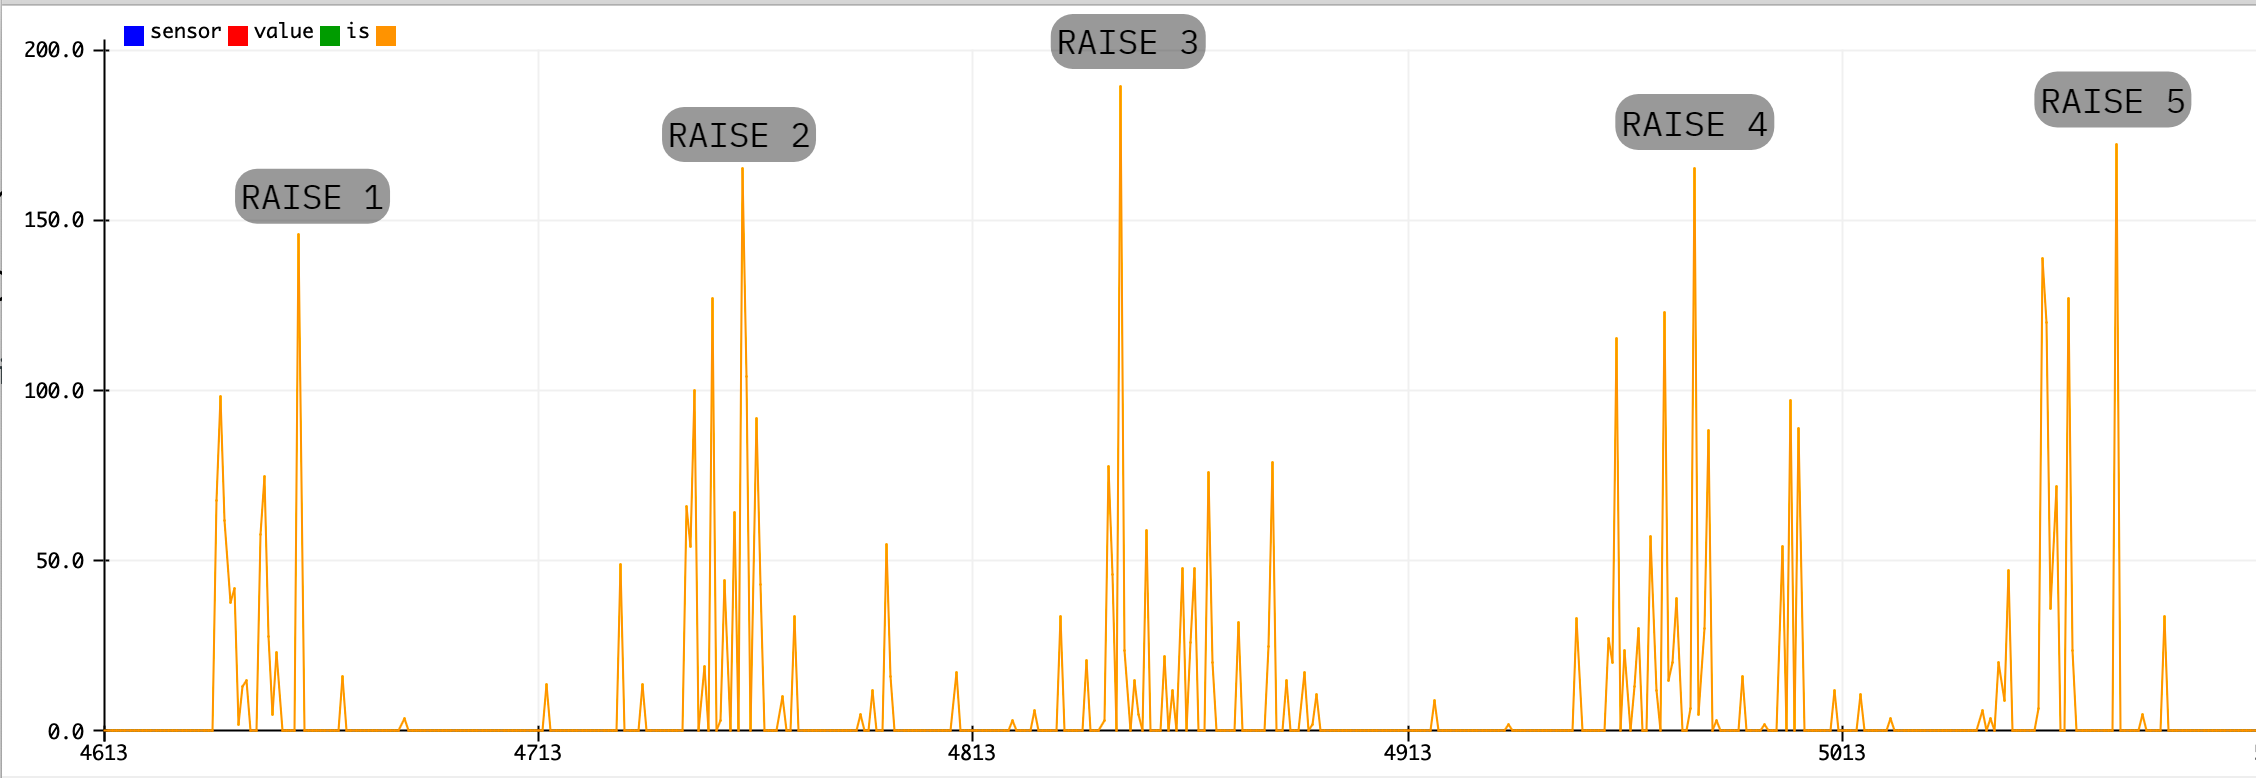 sensor value is
RAISE 1
RAISE 2
RAISE 3
RAISE 4
RAISE 5
200.0
150.0
100.0
50.0
0.0
4613 4713 4813 4913 5013